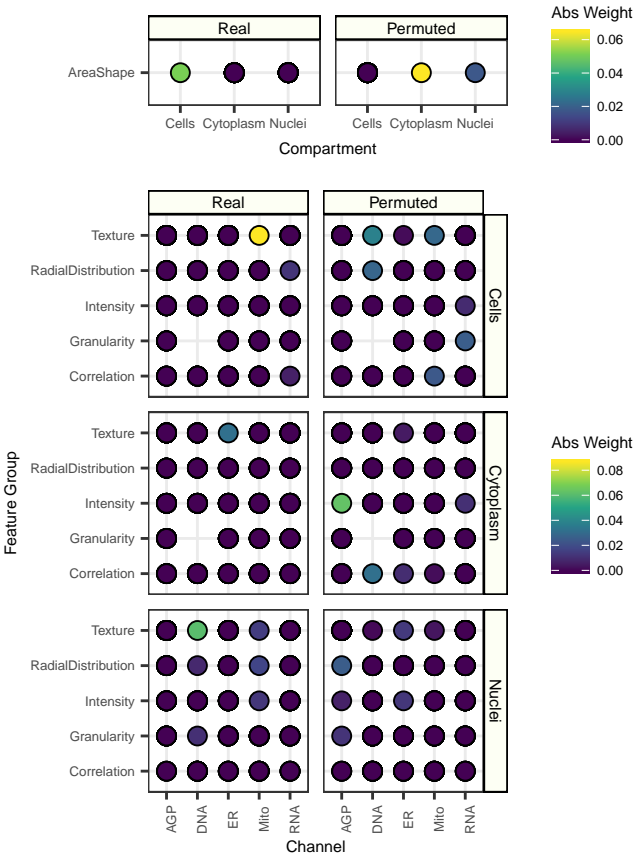 Real
Permuted
AreaShape
Cells
Cytoplasm
Nuclei
Cells
Cytoplasm
Nuclei
Compartment
Abs Weight
0.06
0.04
0.02
0.00
Real
Permuted
Feature Group
Texture
RadialDistribution
Intensity
Granularity
Correlation
Cells
Texture
RadialDistribution
Intensity
Granularity
Correlation
Cytoplasm
Texture
RadialDistribution
Intensity
Granularity
Correlation
Nuclei
AGP
DNA
ER
Mito
RNA
AGP
DNA
ER
Mito
RNA
Channel
Abs Weight
0.08
0.06
0.04
0.02
0.00